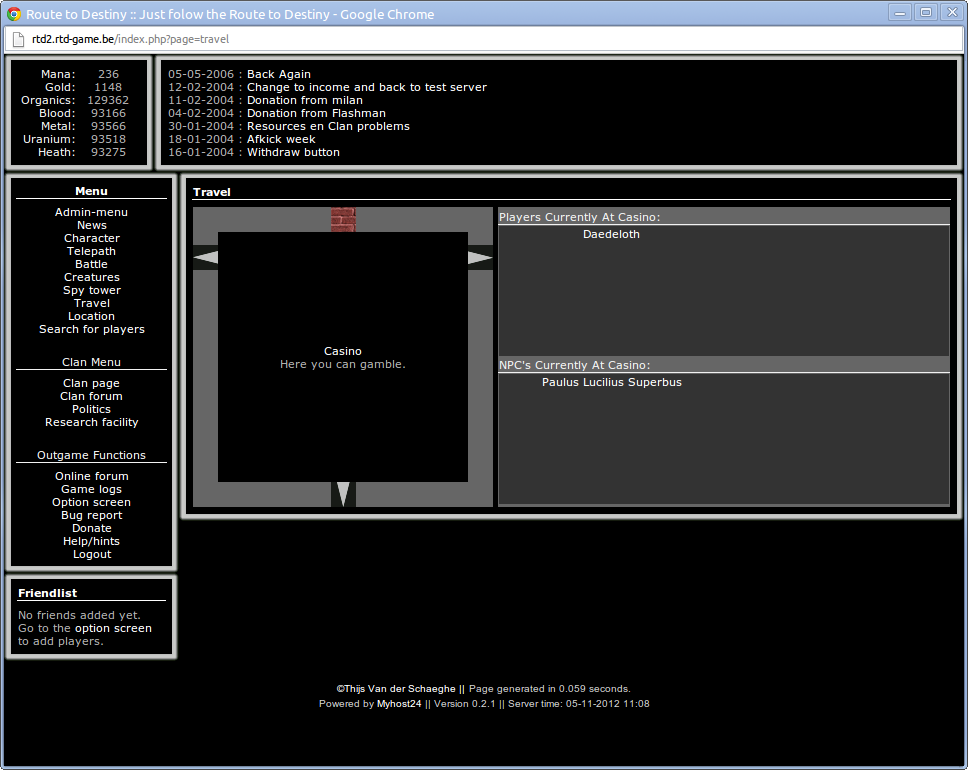 Route to Destiny :: Just folow the Route to Destiny - Google Chrome
rtd2.rtd-game.be/index.php?page=travel
Mana: 236
Gold: 1148
Organics: 129362
Blood: 93166
Metal: 93566
Uranium: 93518
Heath: 93275
05-05-2006 : Back Again
12-02-2004 : Change to income and back to test server
11-02-2004 : Donation from milan
04-02-2004 : Donation from Flashman
30-01-2004 : Resources en Clan problems
18-01-2004 : Afkick week
16-01-2004 : Withdraw button
Menu
Admin-menu
News
Character
Telepath
Battle
Creatures
Spy tower
Travel
Location
Search for players
Clan Menu
Clan page
Clan forum
Politics
Research facility
Outgame Functions
Online forum
Game logs
Option screen
Bug report
Donate
Help/hints
Logout
Friendlist
No friends added yet.
Go to the option screen
to add players.
Travel
Casino
Here you can gamble.
Players Currently At Casino:
Daedeloth
NPC's Currently At Casino:
Paulus Lucilius Superbus
©Thijs Van der Schaeghe || Page generated in 0.059 seconds.
Powered by Myhost24 || Version 0.2.1 || Server time: 05-11-2012 11:08